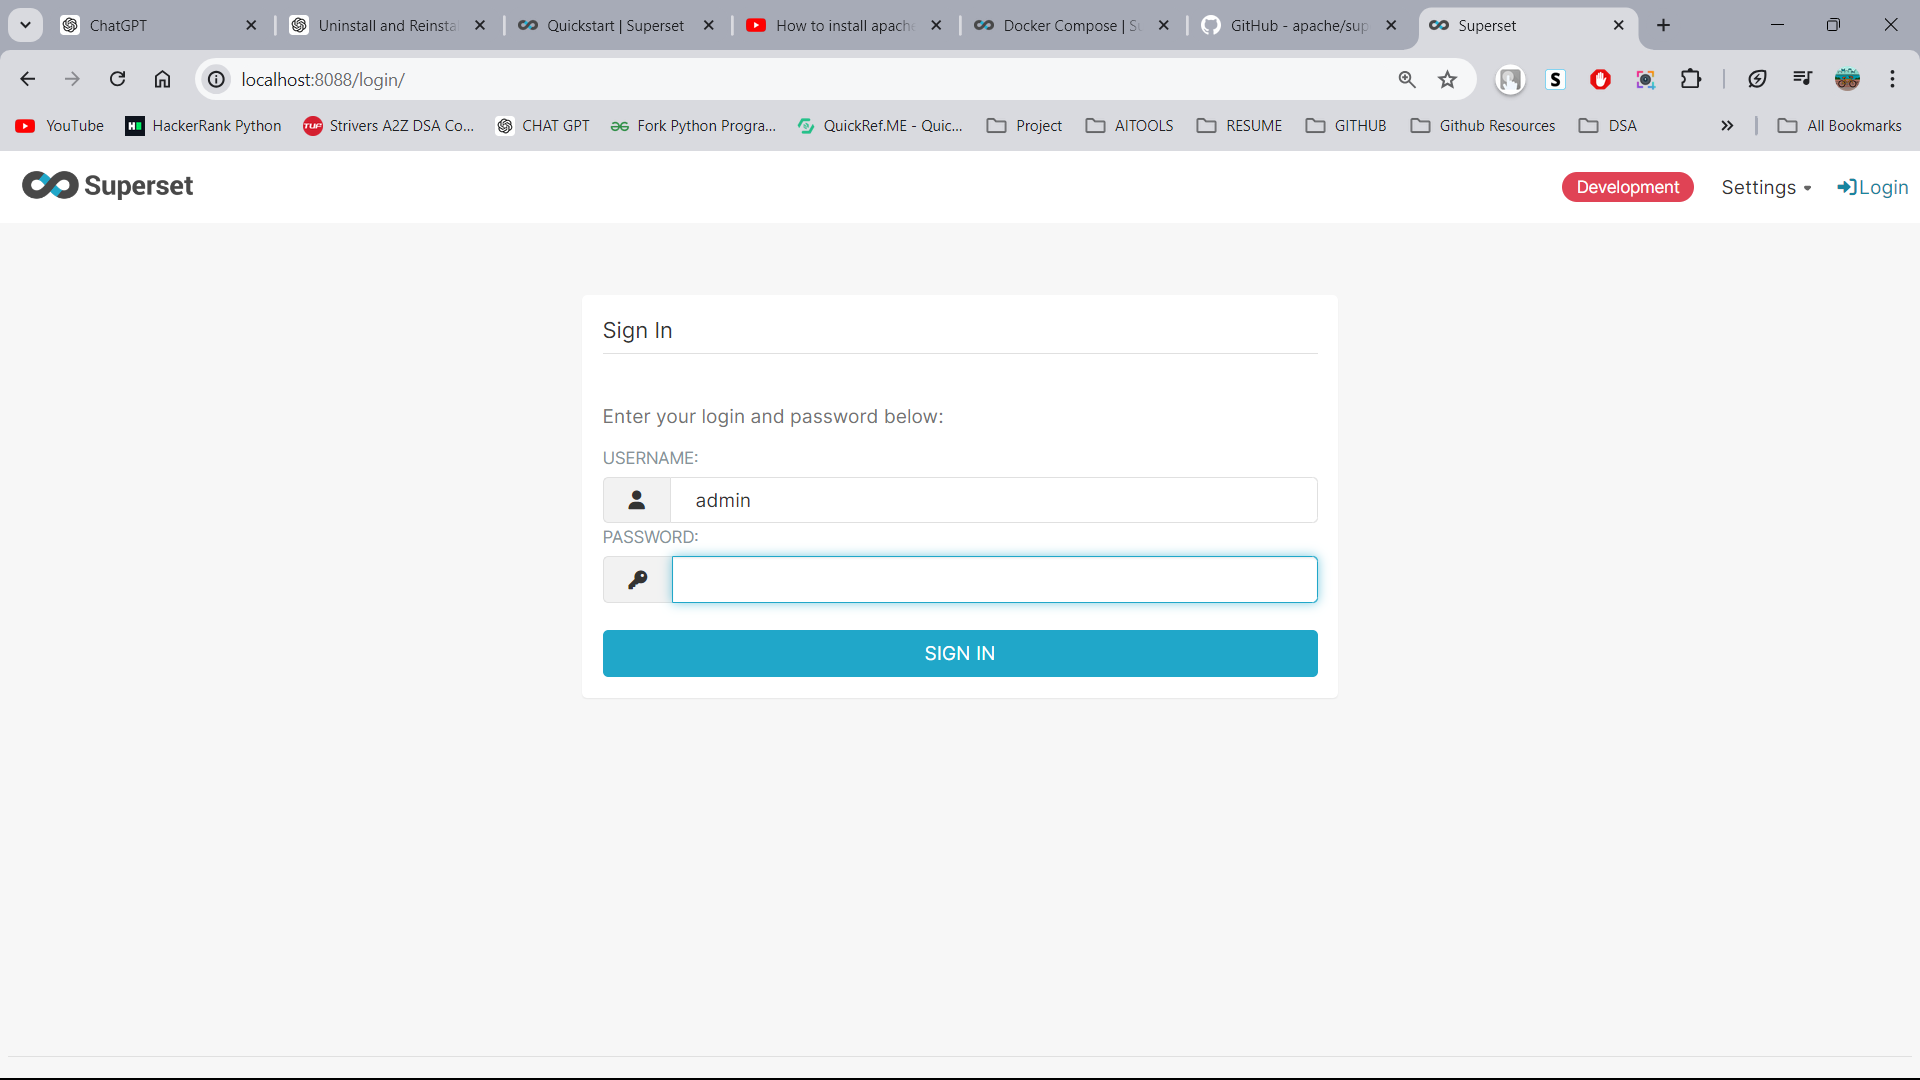 ChatGPT
Uninstall and Reinsta
Quickstart | Superset
How to install apache
Docker Compose | Su
GitHub - apache/sup
Superset
localhost:8088/login/
S
YouTube
HackerRank Python
TUF
Strivers A2Z DSA Co...
CHAT GPT
Fork Python Progra...
QuickRef.ME - Quic...
Project
AITOOLS
RESUME
GITHUB
Github Resources
DSA
All Bookmarks
Superset
Development
Settings
Login
Sign In
Enter your login and password below:
USERNAME:
admin
PASSWORD:
SIGN IN